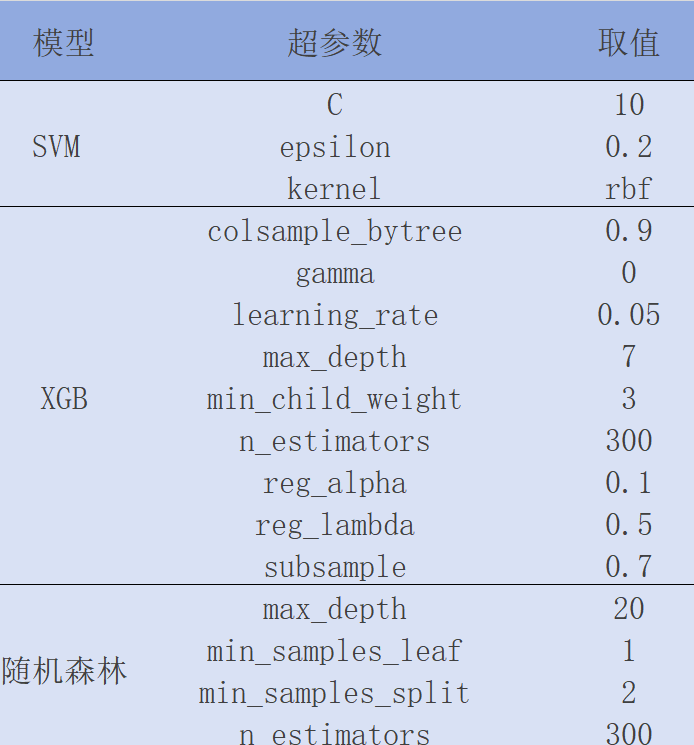 模型 超参数 取值
C 10
SVM epsilon 0.2
kernel rbf
colsample_bytree 0.9
gamma 0
learning_rate 0.05
max_depth 7
XGB min_child_weight 3
n_estimators 300
reg_alpha 0.1
reg_lambda 0.5
subsample 0.7
max_depth 20
min_samples_leaf 1
随机森林
min_samples_split 2
n_estimators 300